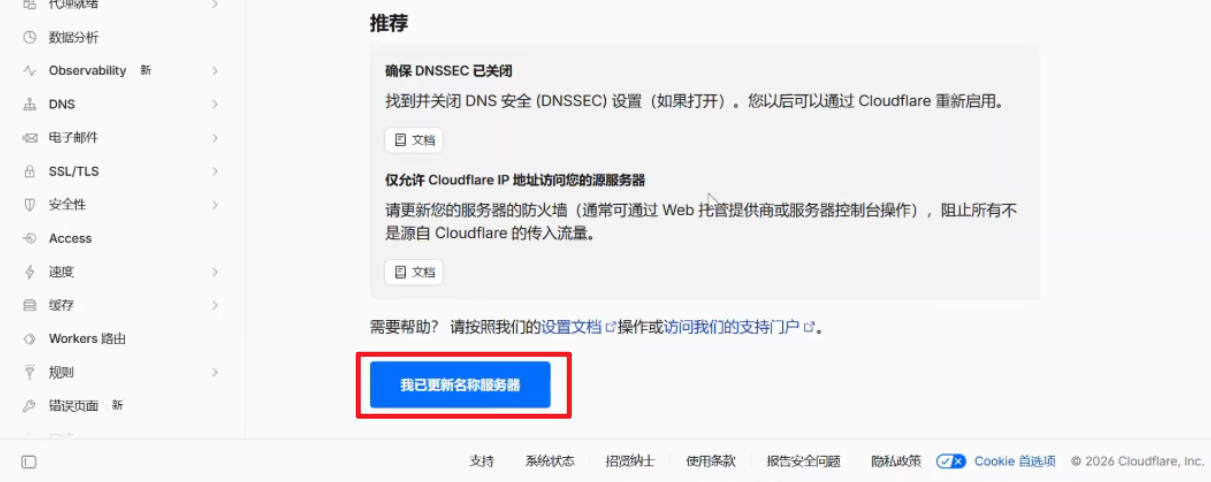 代理就绪
数据分析
Observability 新
DNS
电子邮件
SSL/TLS
安全性
Access
速度
缓存
Workers 路由
规则
错误页面 新
推荐
确保 DNSSEC 已关闭
找到并关闭 DNS 安全 (DNSSEC) 设置（如果打开）。您以后可以通过 Cloudflare 重新启用。
文档
仅允许 Cloudflare IP 地址访问您的源服务器
请更新您的服务器的防火墙（通常可通过 Web 托管提供商或服务器控制台操作），阻止所有不
是源自 Cloudflare 的传入流量。
文档
需要帮助？ 请按照我们的设置文档操作或访问我们的支持门户。
我已更新名称服务器
支持 系统状态 招贤纳士 使用条款 报告安全问题 隐私政策 Cookie 首选项 © 2026 Cloudflare, Inc.